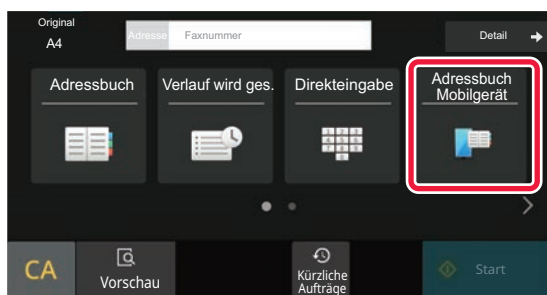 Original
A4
Adresse
Faxnummer
Detail
Adressbuch
Verlauf wird ges.
Direkteingabe
Adressbuch
Mobilgerät
CA
Vorschau
Kürzliche
Aufträge
Start